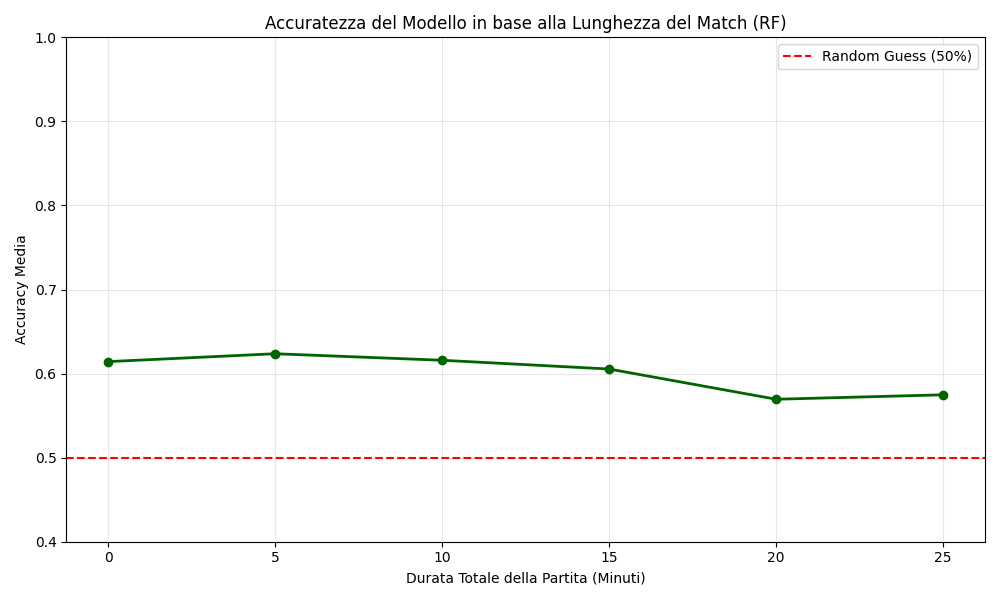 Accuratezza del Modello in base alla Lunghezza del Match (RF)
Random Guess (50%)
Accuracy Media
1.0
0.9
0.8
0.7
0.6
0.5
0.4
0 5 10 15 20 25
Durata Totale della Partita (Minuti)